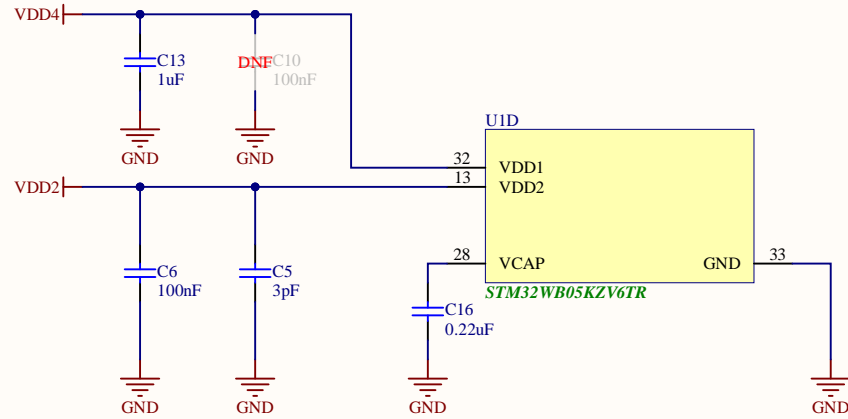 VDD4
C13
1uF
DNF
C10
100nF
GND
GND
U1D
32
VDD1
VDD2
13
VDD2
C6
100nF
C5
3pF
28
VCAP
GND
33
STM32WB05KZV6TR
C16
0.22uF
GND
GND
GND
GND